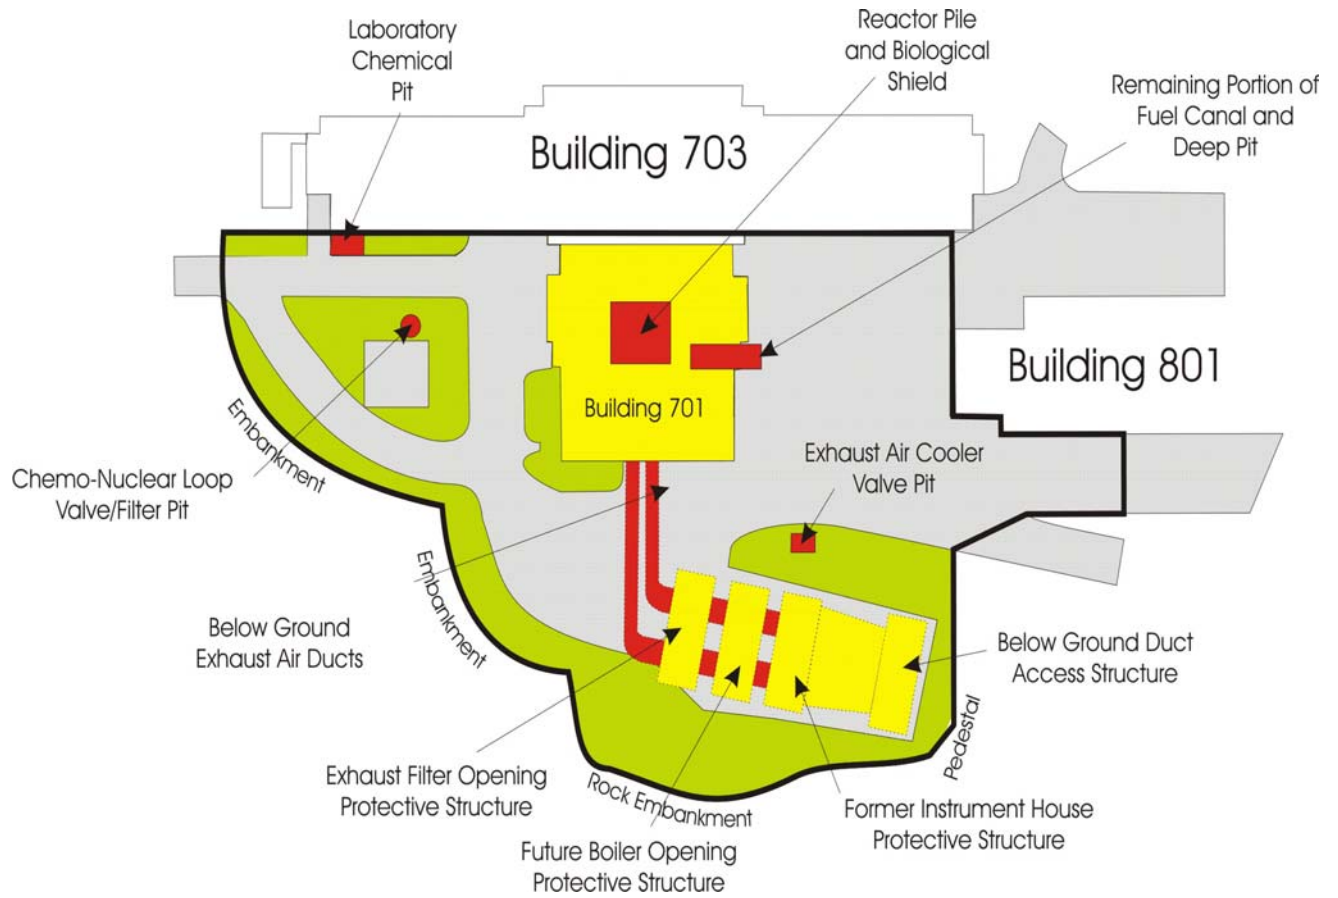 Laboratory
Chemical
Pit
Reactor Pile
and Biological
Shield
Remaining Portion of
Fuel Canal and
Deep Pit
Building 703
Building 801
Building 701
Embankment
Chemo-Nuclear Loop
Valve/Filter Pit
Exhaust Air Cooler
Valve Pit
Embankment
Below Ground
Exhaust Air Ducts
Below Ground Duct
Access Structure
Pedestal
Exhaust Filter Opening
Protective Structure
Rock Embankment
Former Instrument House
Protective Structure
Future Boiler Opening
Protective Structure